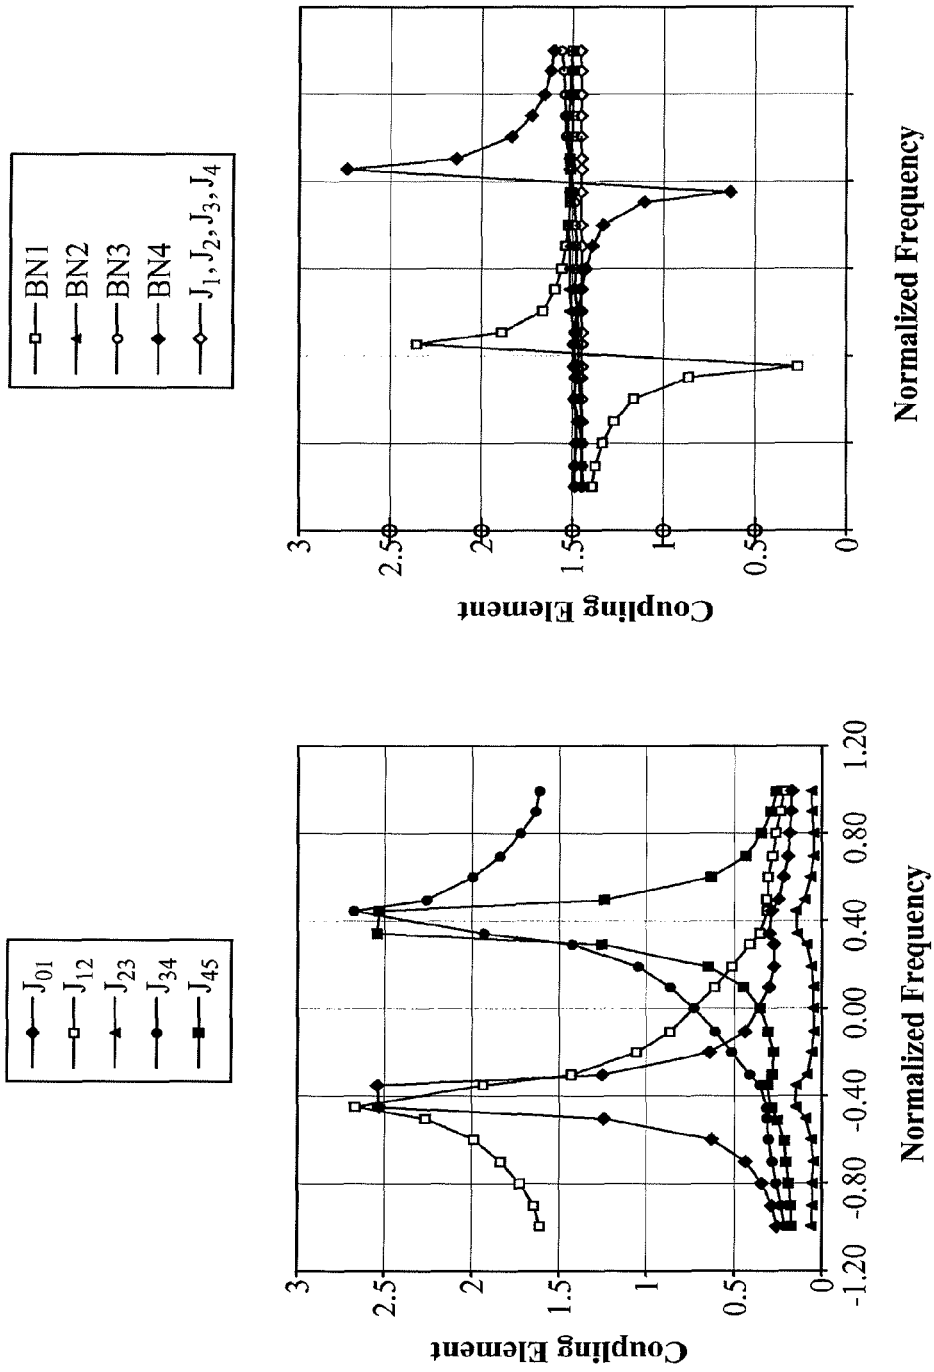 BN1
BN2
BN3
BN4
J1, J2, J3, J4
3
2.5
2
1.5
1
0.5
0
Coupling Element
Normalized Frequency
J01
J12
J23
J34
J45
3
2.5
2
1.5
1
0.5
0
-1.20
-0.80
-0.40
0.00
0.40
0.80
1.20
Coupling Element
Normalized Frequency